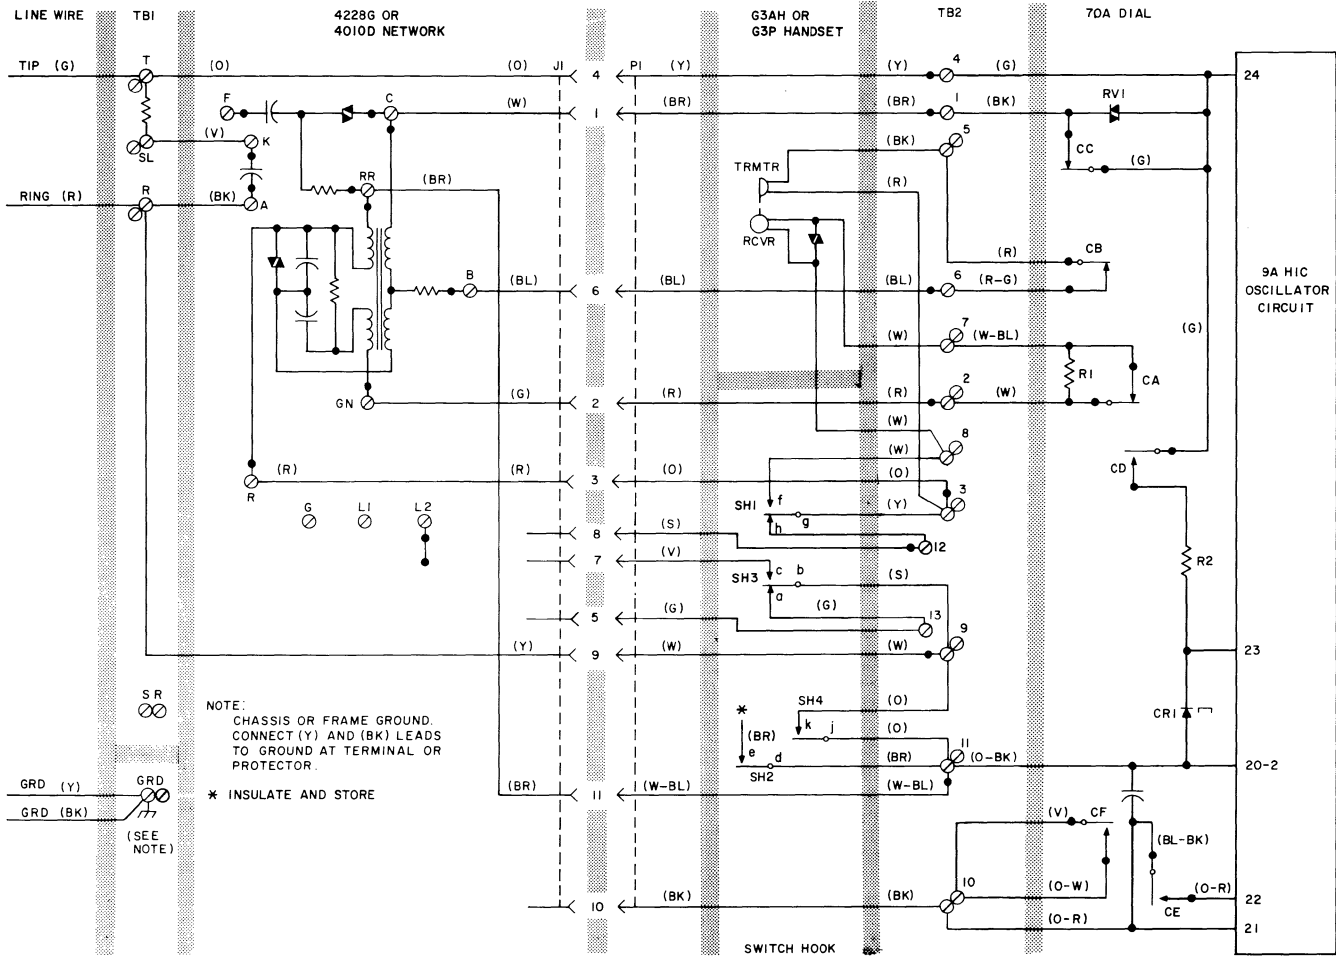 LINE WIRE
TB1
4228G OR
4010D NETWORK
G3AH OR
G3P HANDSET
TB2
70A DIAL
TIP (G)
T
(O)
(O)
J1
4
P1
(Y)
(Y)
4
(G)
24
F
C
(W)
1
(BR)
(BR)
1
(BK)
RV1
SL
(V)
K
5
(BK)
CC
(G)
TRMTR
RING (R)
R
(BK)
A
RR
(BR)
(R)
RCVR
(R)
CB
B
(BL)
6
(BL)
(BL)
6
(R-G)
9A HIC
OSCILLATOR
CIRCUIT
(G)
(W)
7
(W-BL)
R1
CA
GN
(G)
2
(R)
(R)
2
(W)
(W)
(W)
8
CD
R
(R)
(R)
3
(O)
(O)
3
G
L1
L2
SH1
f
g
h
(Y)
8
(S)
12
R2
7
(V)
SH3
c
b
a
(S)
(G)
5
(G)
13
9
(Y)
9
(W)
(W)
23
S R
NOTE:
CHASSIS OR FRAME GROUND.
CONNECT (Y) AND (BK) LEADS
TO GROUND AT TERMINAL OR
PROTECTOR.
* INSULATE AND STORE
*
(BR)
e
d
SH2
SH4
k
j
(O)
(O)
(BR)
11
(O-BK)
CR1
20-2
GRD (Y)
GRD
GRD (BK)
(SEE
NOTE)
(BR)
11
(W-BL)
(W-BL)
(V)
CF
(BL-BK)
10
(BK)
(BK)
10
(O-W)
(O-R)
CE
(O-R)
22
21
SWITCH HOOK